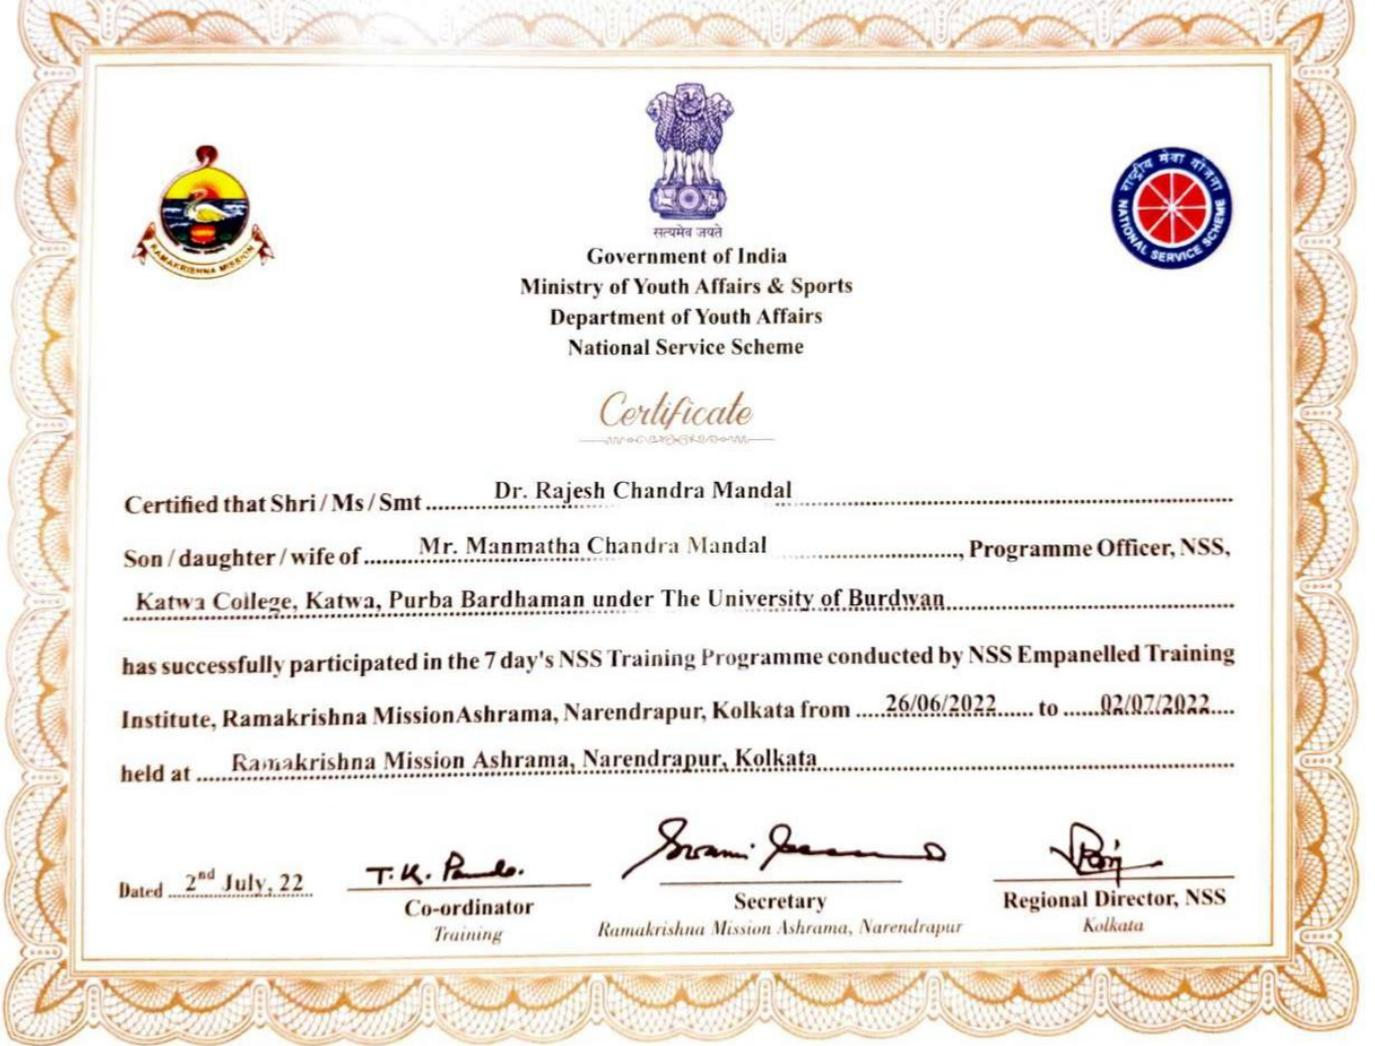 सत्यमेव जयते
RAMAKRISHNA MISSION
राष्ट्रीय सेवा योजना
NATIONAL SERVICE SCHEME
Government of India
Ministry of Youth Affairs & Sports
Department of Youth Affairs
National Service Scheme
Certificate
Certified that Shri / Ms / Smt Dr. Rajesh Chandra Mandal
Son / daughter / wife of Mr. Manmatha Chandra Mandal, Programme Officer, NSS,
Katwa College, Katwa, Purba Bardhaman under The University of Burdwan
has successfully participated in the 7 day's NSS Training Programme conducted by NSS Empanelled Training
Institute, Ramakrishna Mission Ashrama, Narendrapur, Kolkata from 26/06/2022 to 02/07/2022
held at Ramakrishna Mission Ashrama, Narendrapur, Kolkata
Dated 2nd July, 22
T. K.
Swami
Co-ordinator
Training
Secretary
Ramakrishna Mission Ashrama, Narendrapur
Regional Director, NSS
Kolkata